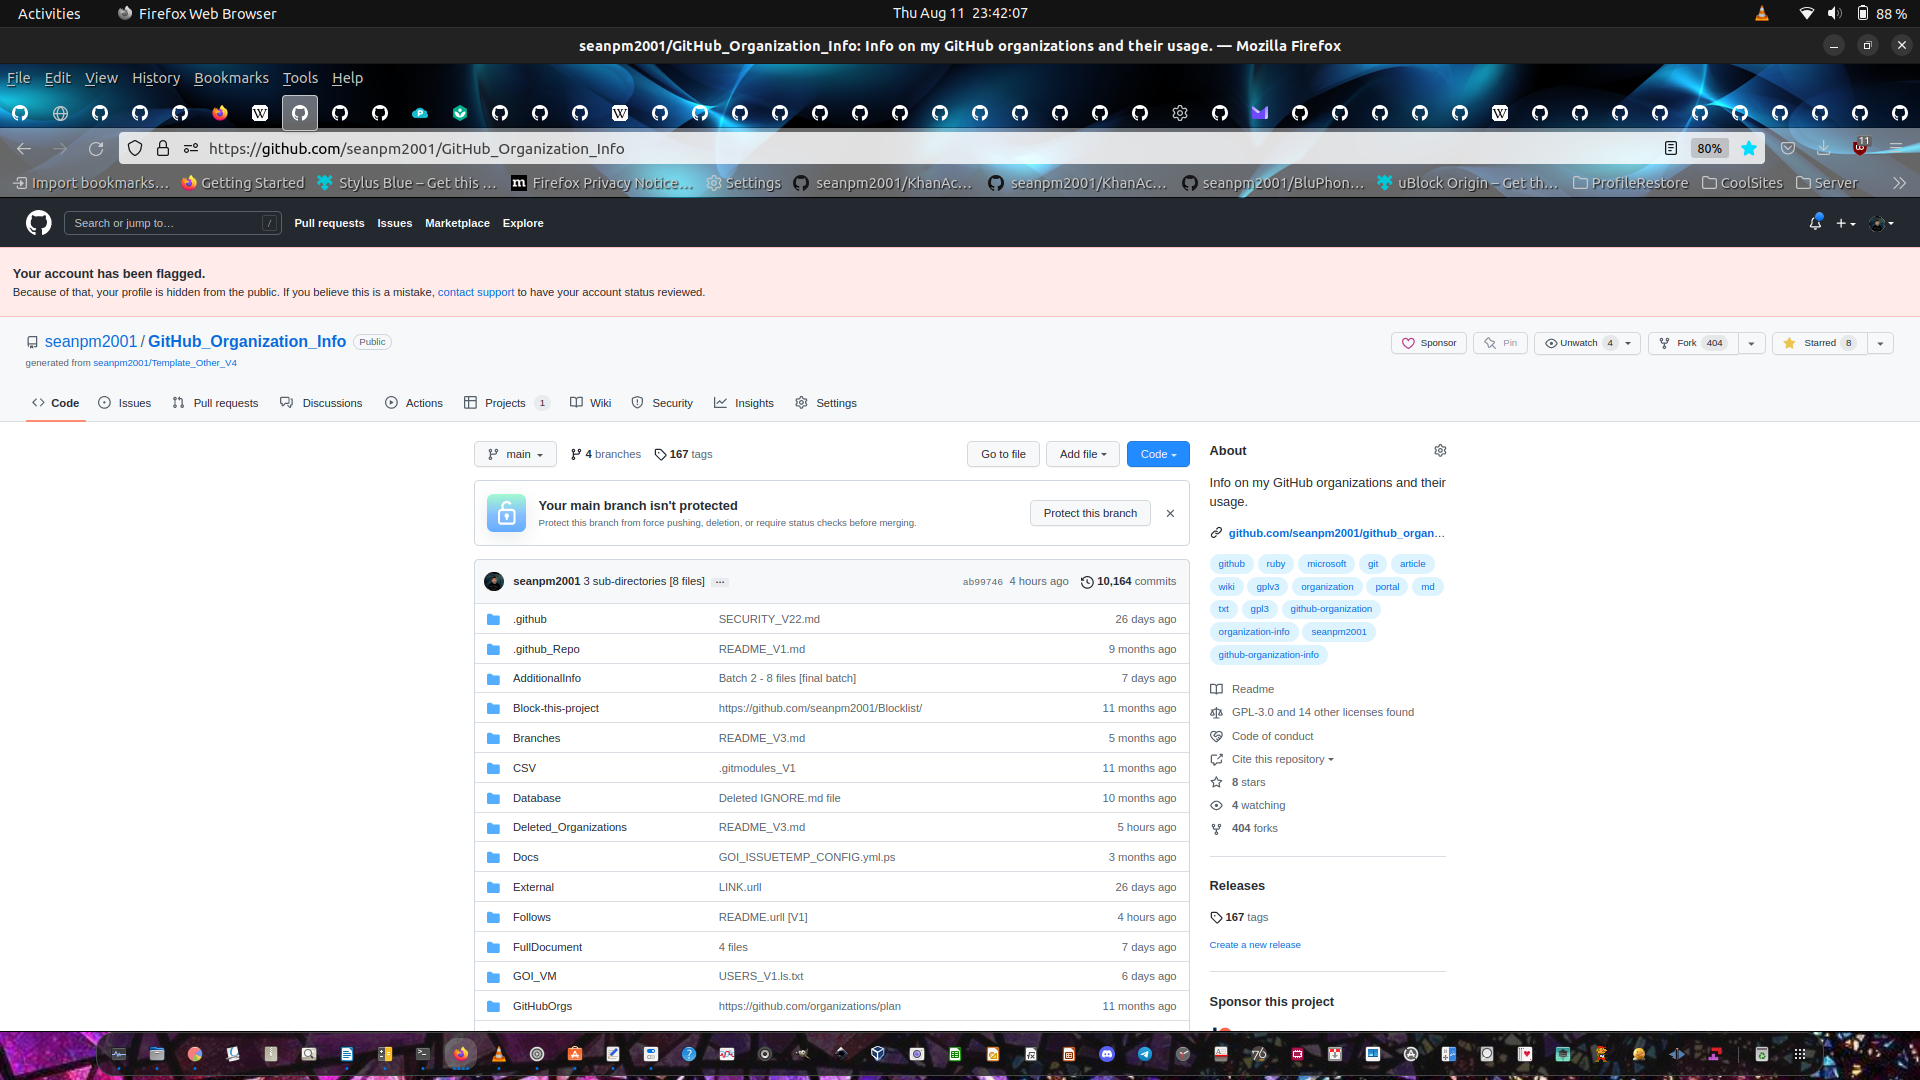 Activities Firefox Web Browser Thu Aug 11 23:42:07 88 %
seanpm2001/GitHub_Organization_Info: Info on my GitHub organizations and their usage. — Mozilla Firefox
File Edit View History Bookmarks Tools Help
https://github.com/seanpm2001/GitHub_Organization_Info 80% 11
Import bookmarks… Getting Started Stylus Blue – Get this … Firefox Privacy Notice… Settings seanpm2001/KhanAc… seanpm2001/KhanAc… seanpm2001/BluPhon… uBlock Origin – Get th… ProfileRestore CoolSites Server
Search or jump to… / Pull requests Issues Marketplace Explore
Your account has been flagged.
Because of that, your profile is hidden from the public. If you believe this is a mistake, contact support to have your account status reviewed.
seanpm2001 / GitHub_Organization_Info Public Sponsor Pin Unwatch 4 Fork 404 Starred 8
generated from seanpm2001/Template_Other_V4
Code Issues Pull requests Discussions Actions Projects 1 Wiki Security Insights Settings
main 4 branches 167 tags Go to file Add file Code
Your main branch isn't protected
Protect this branch from force pushing, deletion, or require status checks before merging.
Protect this branch
seanpm2001 3 sub-directories [8 files] … ab99746 4 hours ago 10,164 commits
.github SECURITY_V22.md 26 days ago
.github_Repo README_V1.md 9 months ago
AdditionalInfo Batch 2 - 8 files [final batch] 7 days ago
Block-this-project https://github.com/seanpm2001/Blocklist/ 11 months ago
Branches README_V3.md 5 months ago
CSV .gitmodules_V1 11 months ago
Database Deleted IGNORE.md file 10 months ago
Deleted_Organizations README_V3.md 5 hours ago
Docs GOI_ISSUETEMP_CONFIG.yml.ps 3 months ago
External LINK.urll 26 days ago
Follows README.urll [V1] 4 hours ago
FullDocument 4 files 7 days ago
GOI_VM USERS_V1.ls.txt 6 days ago
GitHubOrgs https://github.com/organizations/plan 11 months ago
About
Info on my GitHub organizations and their
usage.
github.com/seanpm2001/github_organ…
github ruby microsoft git article
wiki gplv3 organization portal md
txt gpl3 github-organization
organization-info seanpm2001
github-organization-info
Readme
GPL-3.0 and 14 other licenses found
Code of conduct
Cite this repository
8 stars
4 watching
404 forks
Releases
167 tags
Create a new release
Sponsor this project